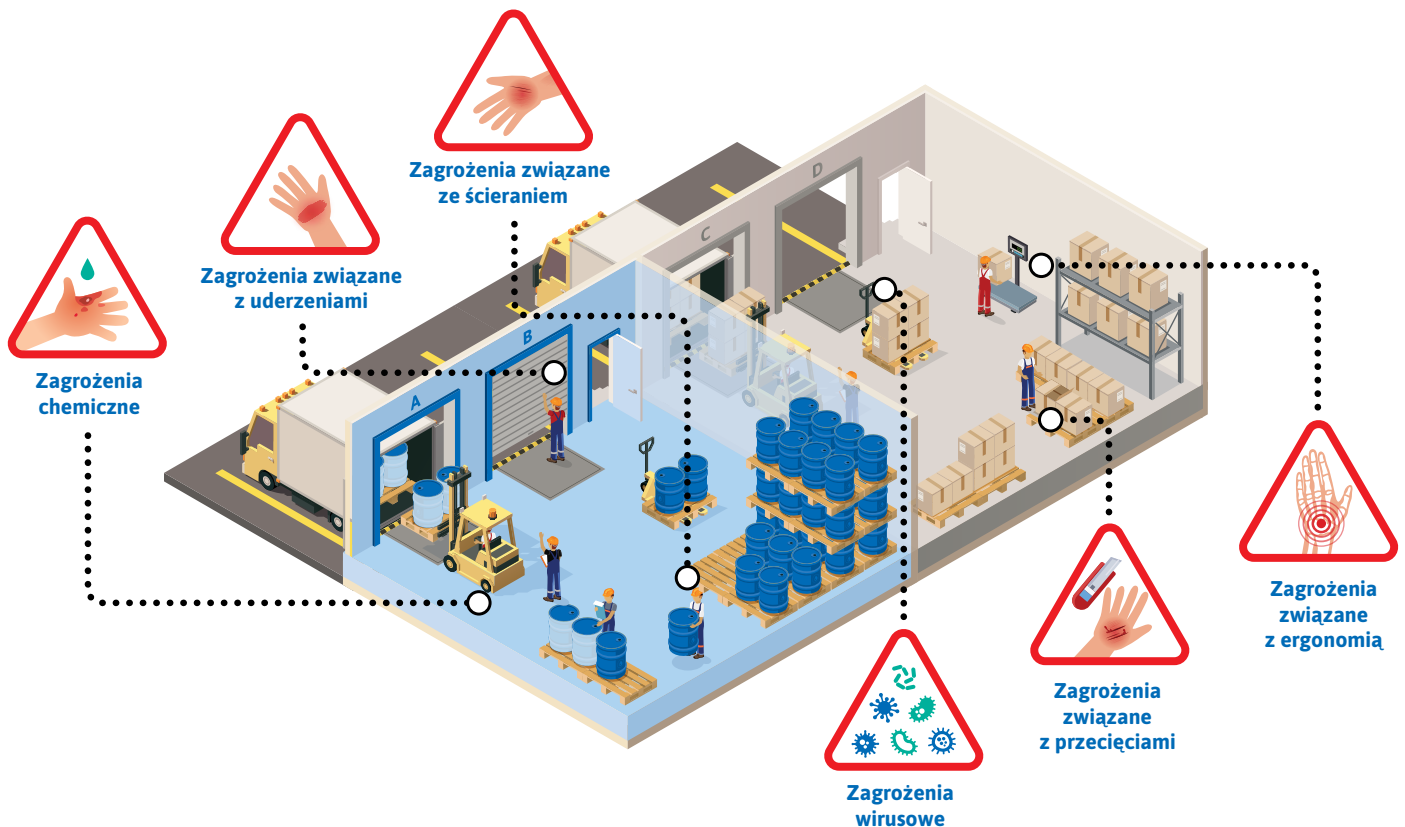 Zagrożenia związane
ze ścieraniem
Zagrożenia związane
z uderzeniami
Zagrożenia
chemiczne
A
B
C
D
Zagrożenia
związane
z ergonomią
Zagrożenia
związane
z przecięciami
Zagrożenia
wirusowe